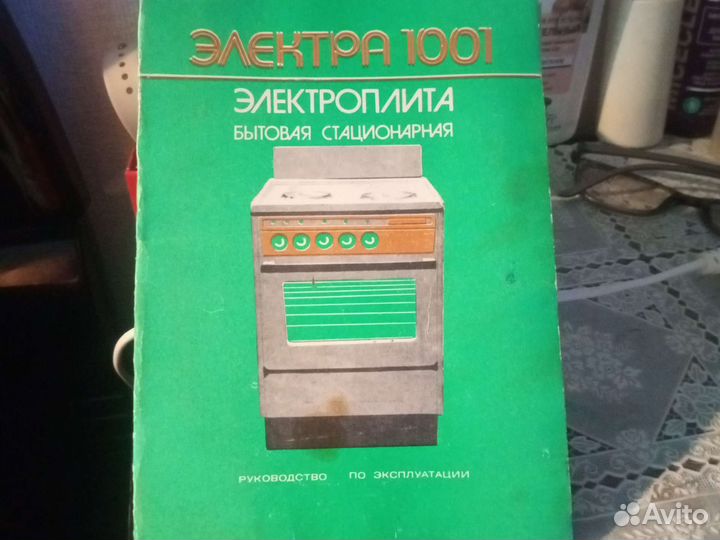 ЭЛЕКТРА 1001
ЭЛЕКТРОПЛИТА
БЫТОВАЯ СТАЦИОНАРНАЯ
РУКОВОДСТВО ПО ЭКСПЛУАТАЦИИ
Avito